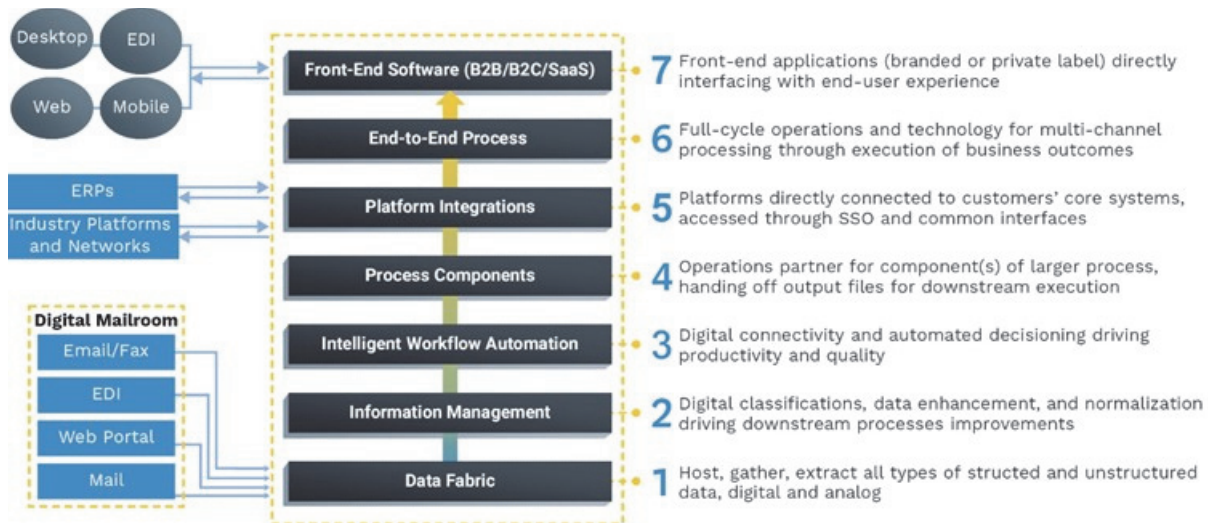 Desktop
EDI
Web
Mobile
ERPs
Industry Platforms
and Networks
Digital Mailroom
Email/Fax
EDI
Web Portal
Mail
Front-End Software (B2B/B2C/SaaS)
7
Front-end applications (branded or private label) directly
interfacing with end-user experience
End-to-End Process
6
Full-cycle operations and technology for multi-channel
processing through execution of business outcomes
Platform Integrations
5
Platforms directly connected to customers' core systems,
accessed through SSO and common interfaces
Process Components
4
Operations partner for component(s) of larger process,
handing off output files for downstream execution
Intelligent Workflow Automation
3
Digital connectivity and automated decisioning driving
productivity and quality
Information Management
2
Digital classifications, data enhancement, and normalization
driving downstream processes improvements
Data Fabric
1
Host, gather, extract all types of structed and unstructured
data, digital and analog